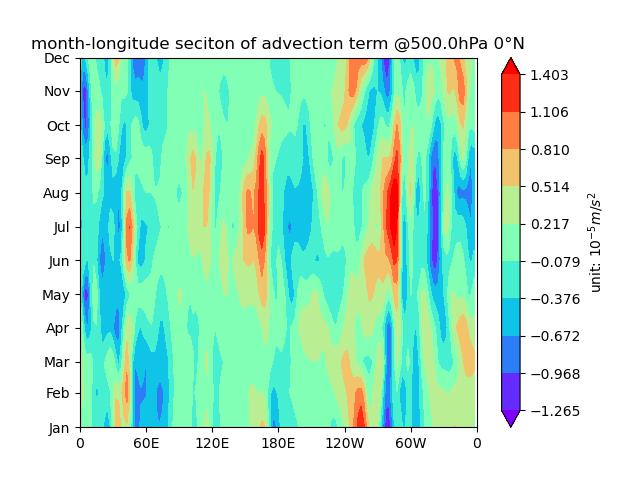 month-longitude seciton of advection term @500.0hPa 0°N
Dec
Nov
Oct
Sep
Aug
Jul
Jun
May
Apr
Mar
Feb
Jan
0 60E 120E 180E 120W 60W 0
1.403
1.106
0.810
0.514
0.217
−0.079
−0.376
−0.672
−0.968
−1.265
unit: 10⁻⁵m/s²